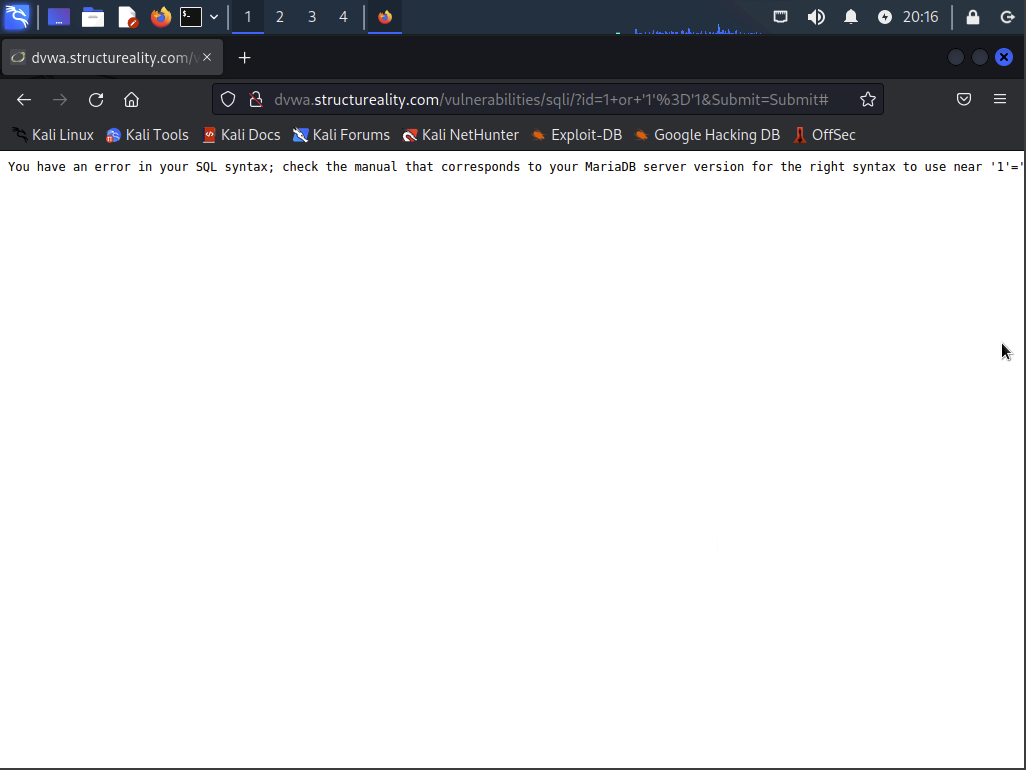 1 2 3 4 20:16
dvwa.structureality.com/v
dvwa.structureality.com/vulnerabilities/sqli/?id=1+or+'1'%3D'1&Submit=Submit#
Kali Linux Kali Tools Kali Docs Kali Forums Kali NetHunter Exploit-DB Google Hacking DB OffSec
You have an error in your SQL syntax; check the manual that corresponds to your MariaDB server version for the right syntax to use near '1'='